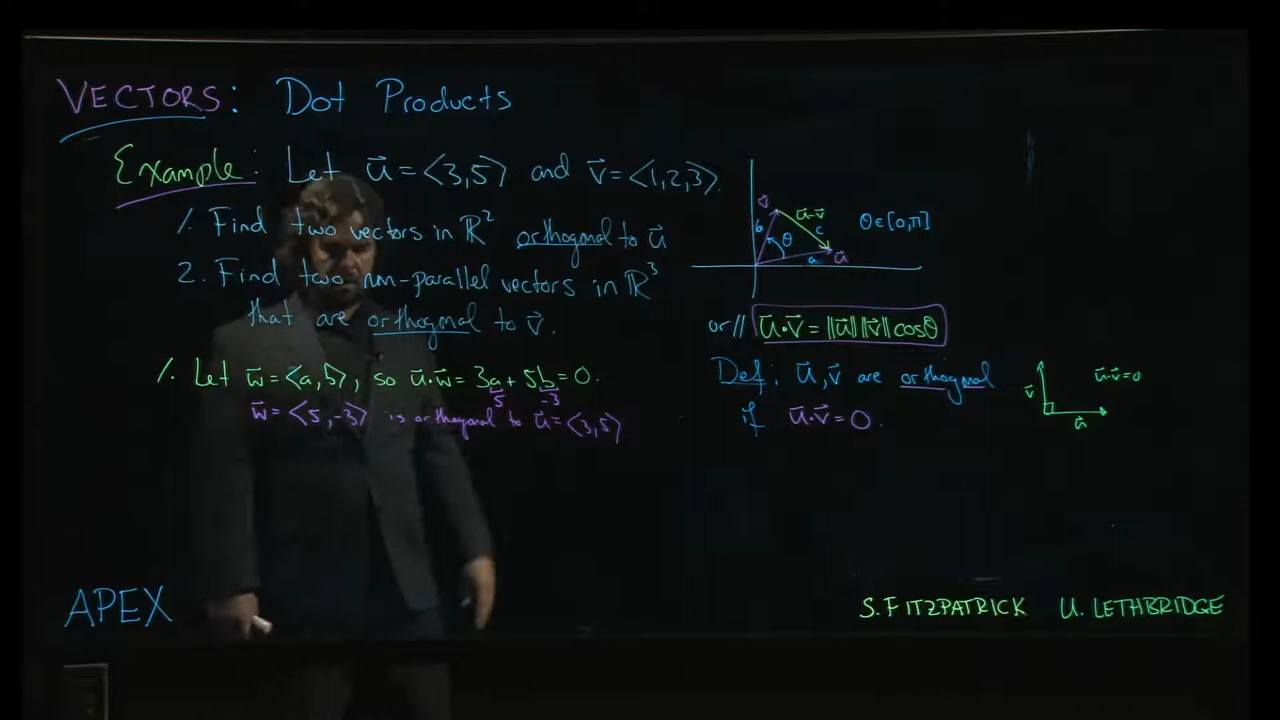 VECTORS: Dot Products
Example: Let u⃗ = <3,5> and v⃗ = <1,2,3>.
1. Find two vectors in ℝ² orthogonal to u⃗
2. Find two non-parallel vectors in ℝ³
that are orthogonal to v⃗.
1. Let w⃗ = <a,b>, so u⃗·w⃗ = 3a + 5b = 0.
5 -3
w⃗ = <5,-3> is orthogonal to u⃗ = <3,5>
v⃗ u⃗-v⃗ θ∈[0,π]
b θ c
a u⃗
or // u⃗·v⃗ = ||u⃗|| ||v⃗|| cosθ
Def: u⃗, v⃗ are orthogonal
if u⃗·v⃗ = 0.
u⃗·v⃗=0
v⃗
u⃗
APEX
S. FITZPATRICK U. LETHBRIDGE